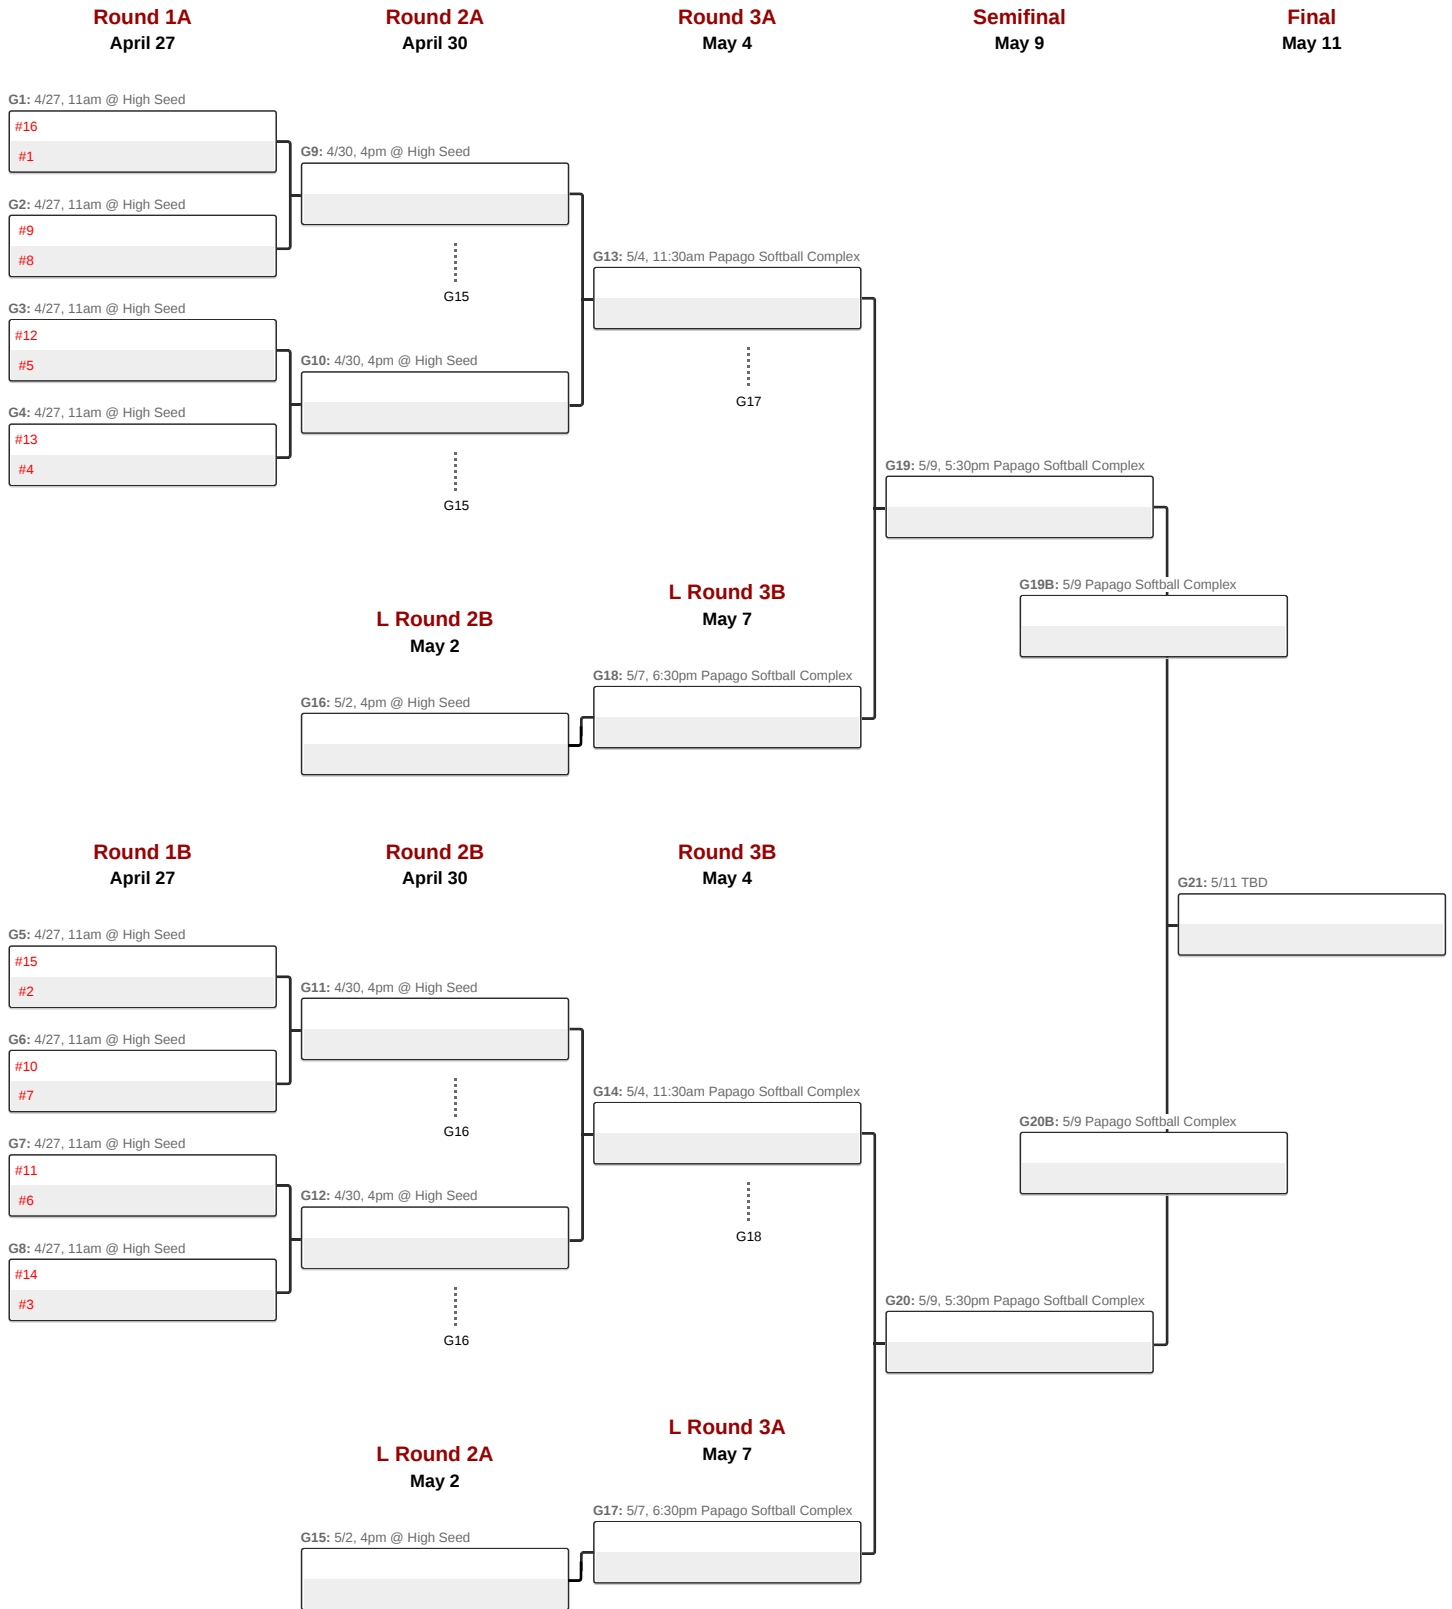 Round 1A
April 27
Round 2A
April 30
Round 3A
May 4
Semifinal
May 9
Final
May 11
G1: 4/27, 11am @ High Seed
#16
#1
G2: 4/27, 11am @ High Seed
#9
#8
G3: 4/27, 11am @ High Seed
#12
#5
G4: 4/27, 11am @ High Seed
#13
#4
G9: 4/30, 4pm @ High Seed
G15
G10: 4/30, 4pm @ High Seed
G15
G13: 5/4, 11:30am Papago Softball Complex
G17
G19: 5/9, 5:30pm Papago Softball Complex
G19B: 5/9 Papago Softball Complex
L Round 2B
May 2
L Round 3B
May 7
G16: 5/2, 4pm @ High Seed
G18: 5/7, 6:30pm Papago Softball Complex
Round 1B
April 27
Round 2B
April 30
Round 3B
May 4
G21: 5/11 TBD
G5: 4/27, 11am @ High Seed
#15
#2
G6: 4/27, 11am @ High Seed
#10
#7
G7: 4/27, 11am @ High Seed
#11
#6
G8: 4/27, 11am @ High Seed
#14
#3
G11: 4/30, 4pm @ High Seed
G16
G12: 4/30, 4pm @ High Seed
G16
G14: 5/4, 11:30am Papago Softball Complex
G18
G20B: 5/9 Papago Softball Complex
G20: 5/9, 5:30pm Papago Softball Complex
L Round 2A
May 2
L Round 3A
May 7
G15: 5/2, 4pm @ High Seed
G17: 5/7, 6:30pm Papago Softball Complex